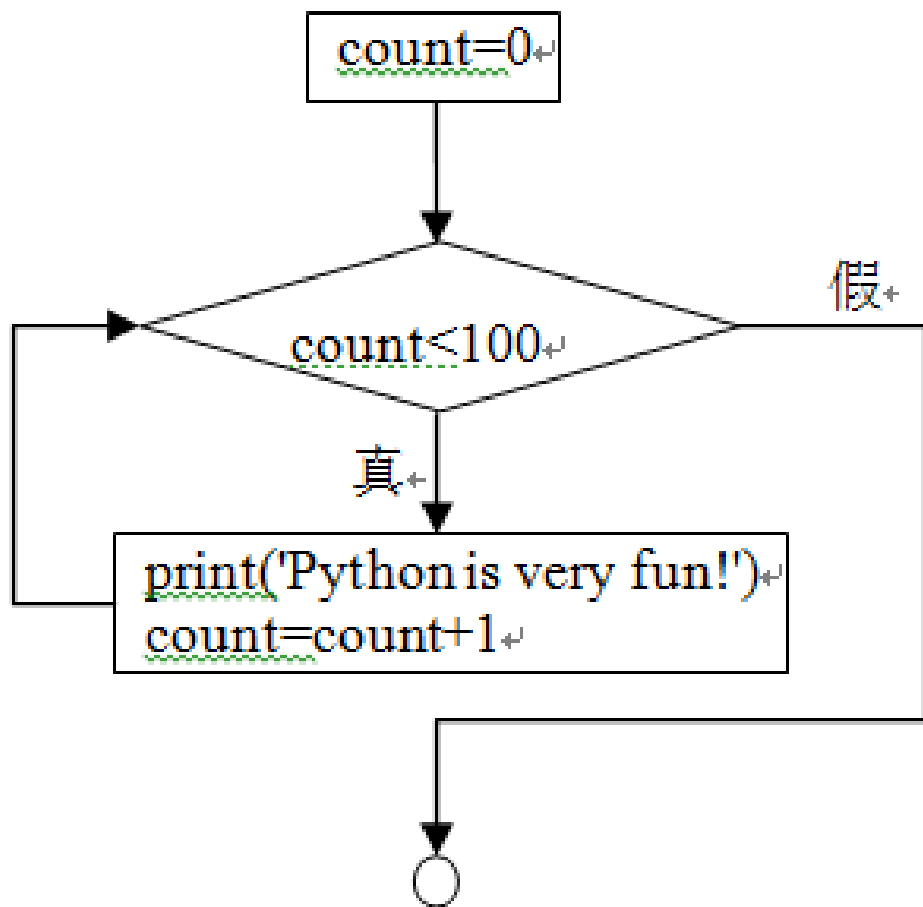 count=0
假
count<100
真
print('Python is very fun!')
count=count+1